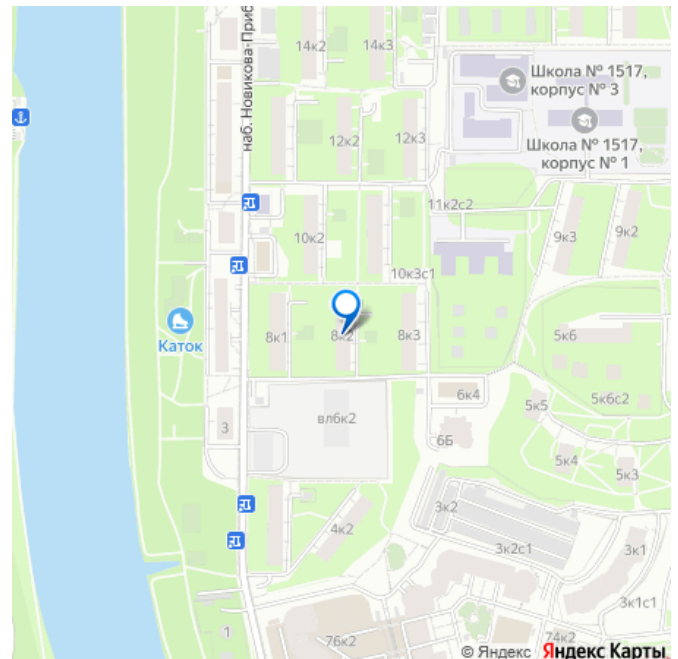 14к2
14к3
наб. Новикова-Приб
Школа № 1517,
корпус № 3
12к2
12к3
Школа № 1517,
корпус № 1
11к2с2
10к2
9к3
9к2
10к3с1
8к1
8к2
8к3
5к6
Каток
6к4
5к5
5к6с2
вл6к2
3
6Б
5к4
5к3
3к2
4к2
3к2с1
3к1
3к1с1
1
76к2
74к2
© Яндекс Яндекс Карты